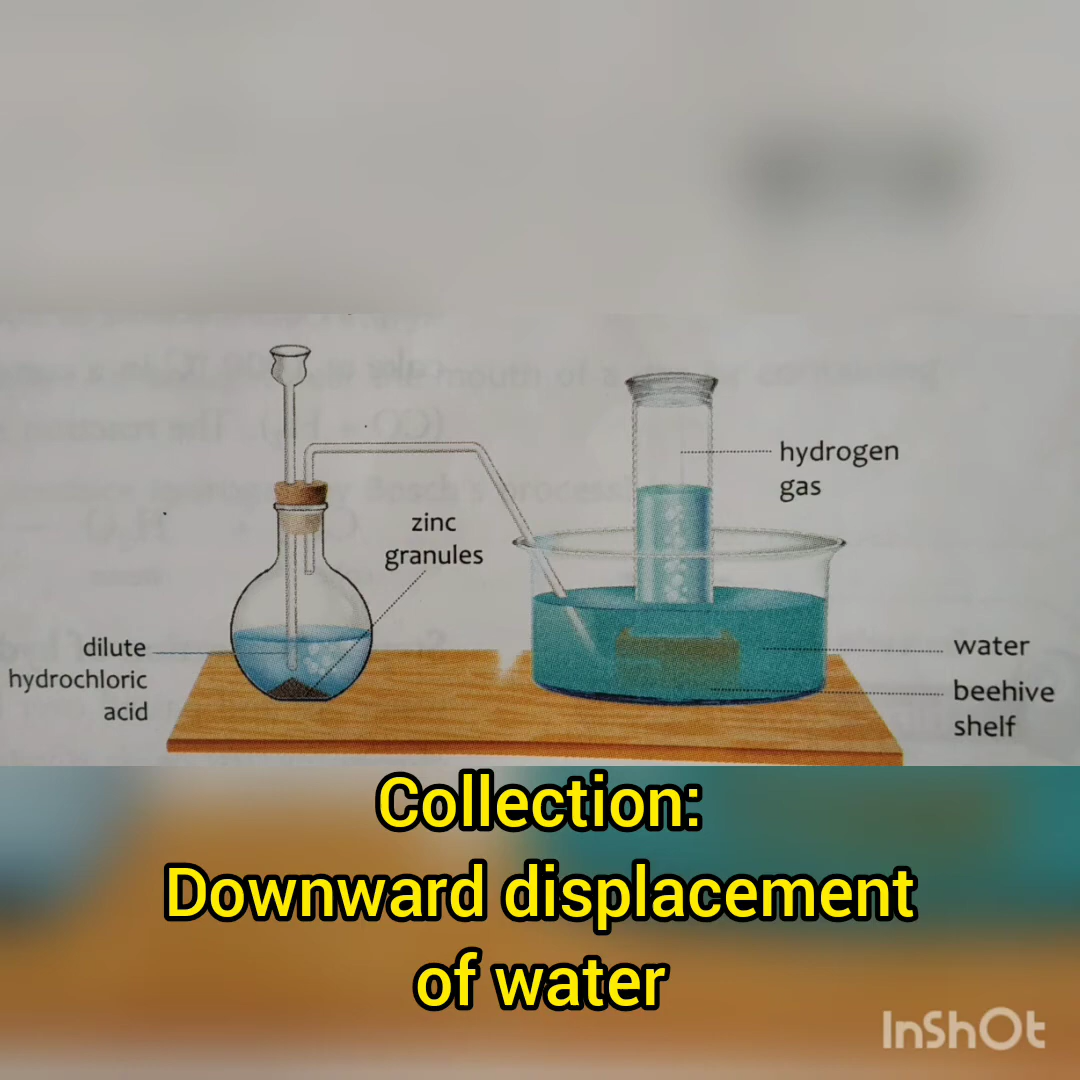 hydrogen
gas
zinc
granules
dilute
hydrochloric
acid
water
beehive
shelf
Collection:
Downward displacement
of water
InShOt